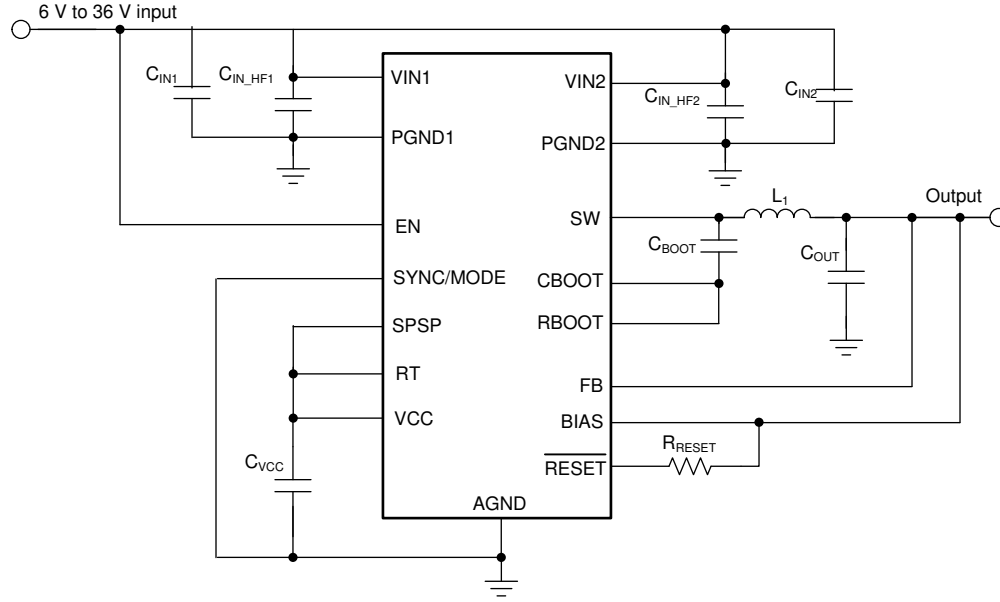 6 V to 36 V input
C_IN1
C_IN_HF1
VIN1
PGND1
EN
SYNC/MODE
SPSP
RT
VCC
C_VCC
AGND
VIN2
PGND2
C_IN_HF2
C_IN2
SW
L_1
Output
C_BOOT
C_OUT
CBOOT
RBOOT
FB
BIAS
R_RESET
RESET